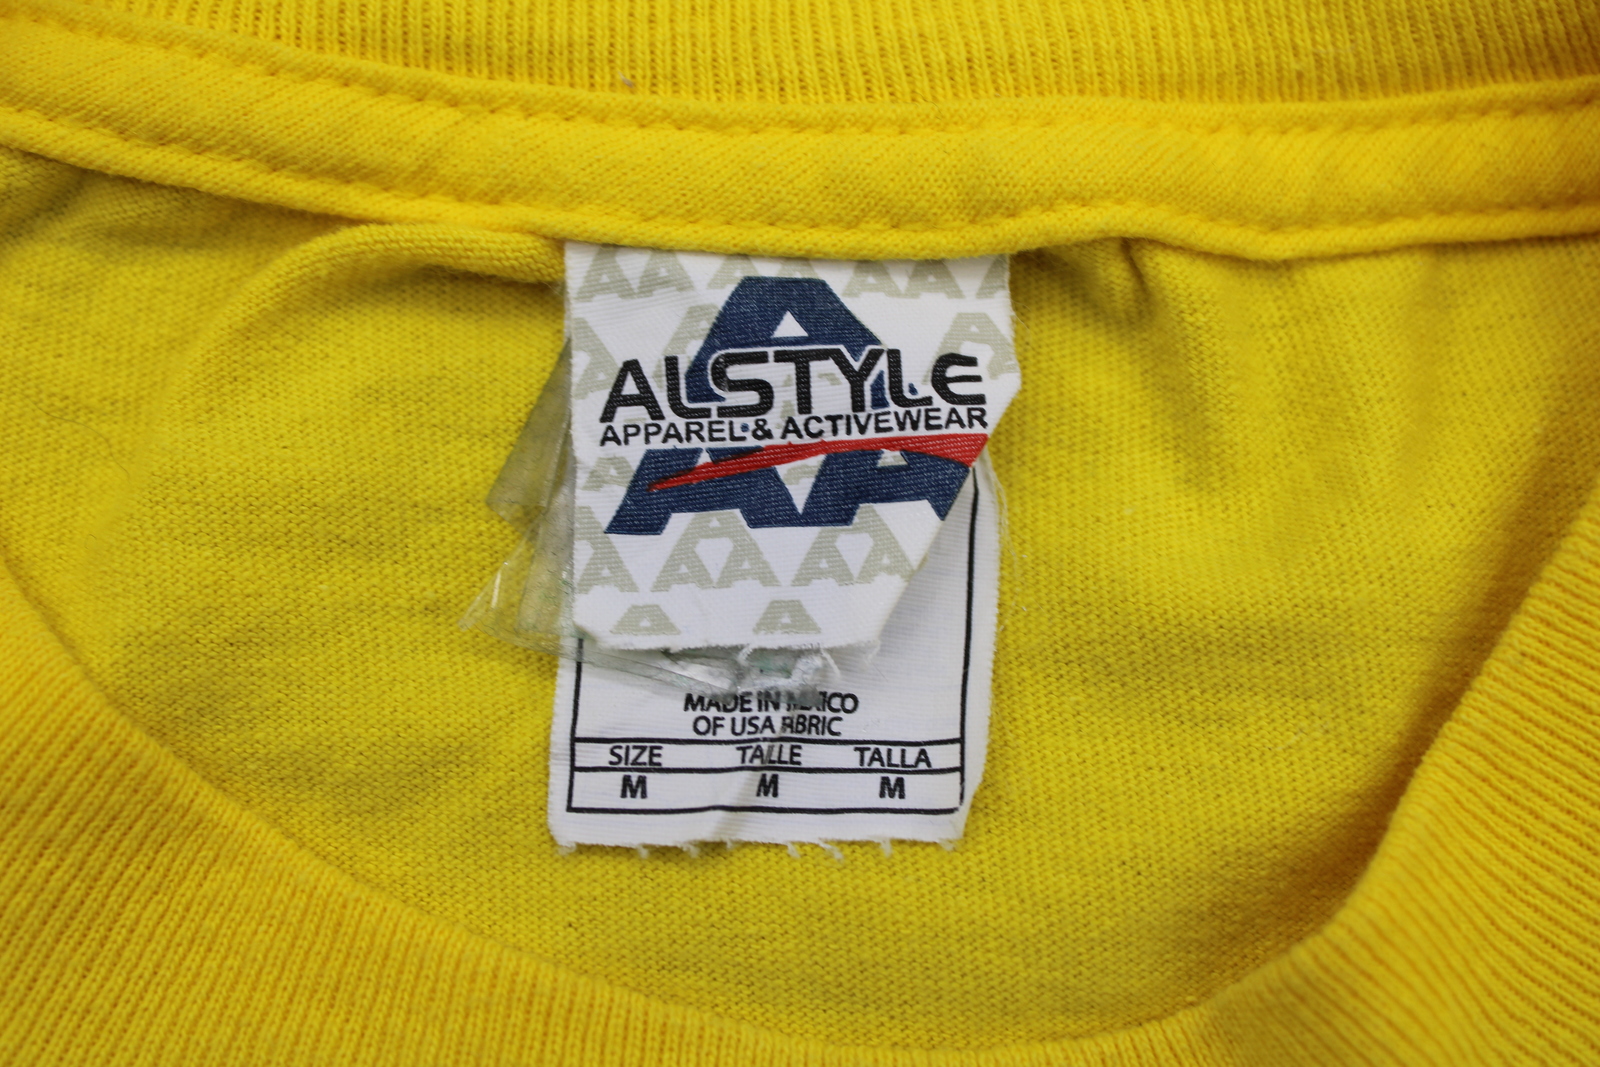 ALSTYLE
APPAREL & ACTIVEWEAR
MADE IN MEXICO
OF USA FABRIC
SIZE TALLE TALLA
M M M